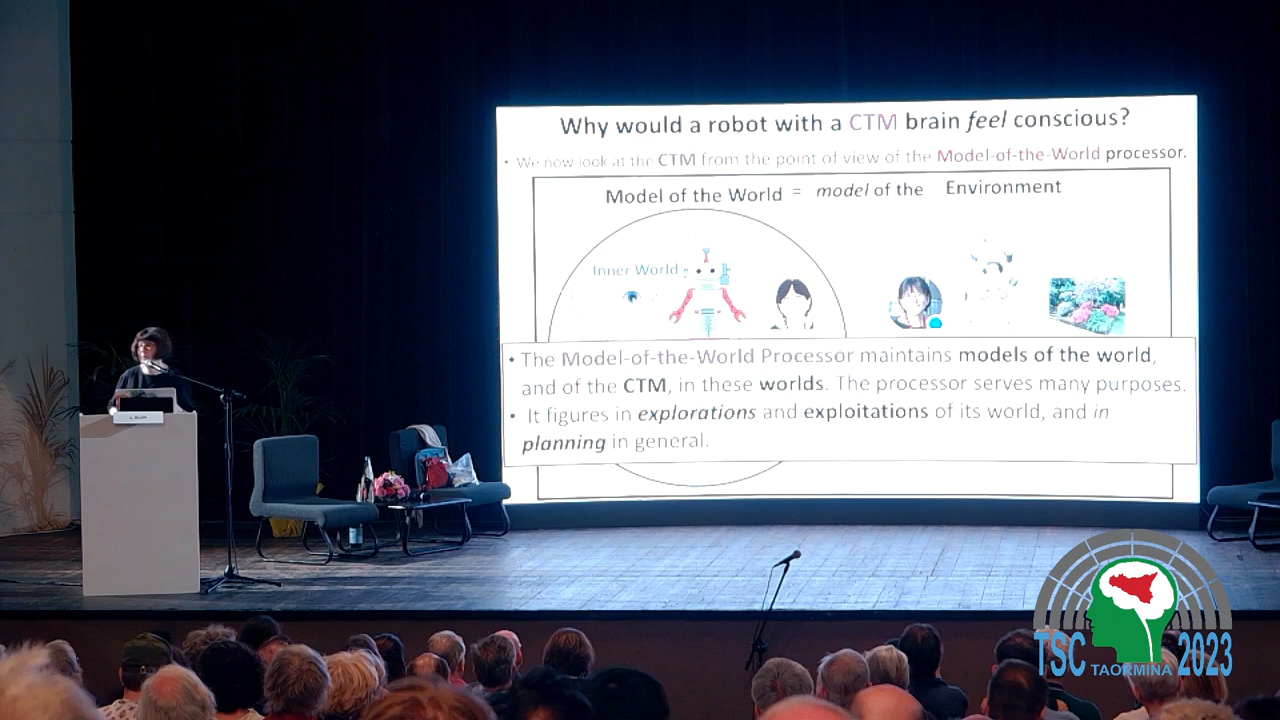 Why would a robot with a CTM brain feel conscious?
• We now look at the CTM from the point of view of the Model-of-the-World processor.
Model of the World = model of the Environment
Inner World
• The Model-of-the-World Processor maintains models of the world,
and of the CTM, in these worlds. The processor serves many purposes.
• It figures in explorations and exploitations of its world, and in
planning in general.
L. BLUM
TSC TAORMINA 2023